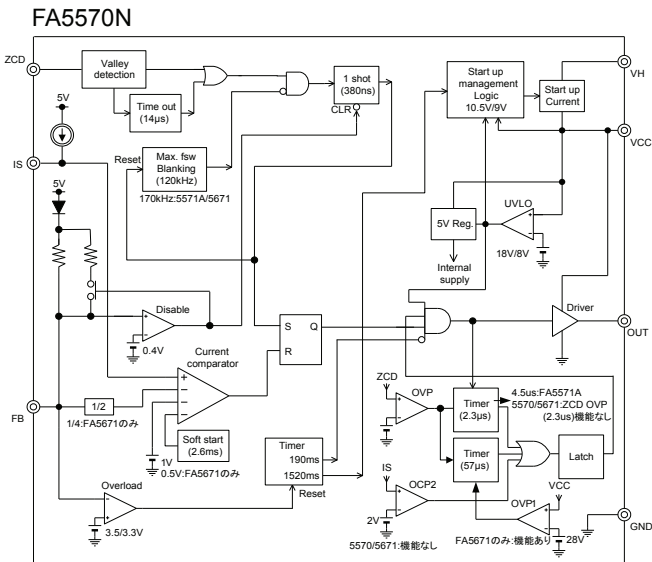 FA5570N
ZCD
Valley
detection
Time out
(14µs)
1 shot
(380ns)
CLR
Start up
management
Logic
10.5V/9V
Start up
Current
VH
VCC
5V
IS
Reset
Max. fsw
Blanking
(120kHz)
170kHz:5571A/5671
5V
5V Reg.
UVLO
18V/8V
Internal
supply
Disable
0.4V
S
Q
R
Driver
OUT
Current
comparator
FB
1/2
1/4:FA5671のみ
Soft start
(2.6ms)
1V
0.5V:FA5671のみ
Timer
190ms
1520ms
Reset
Overload
3.5/3.3V
ZCD
OVP
Timer
(2.3µs)
4.5us:FA5571A
5570/5671:ZCD OVP
(2.3us)機能なし
Timer
(57µs)
Latch
IS
OCP2
2V
5570/5671:機能なし
OVP1
VCC
FA5671のみ:機能あり
28V
GND